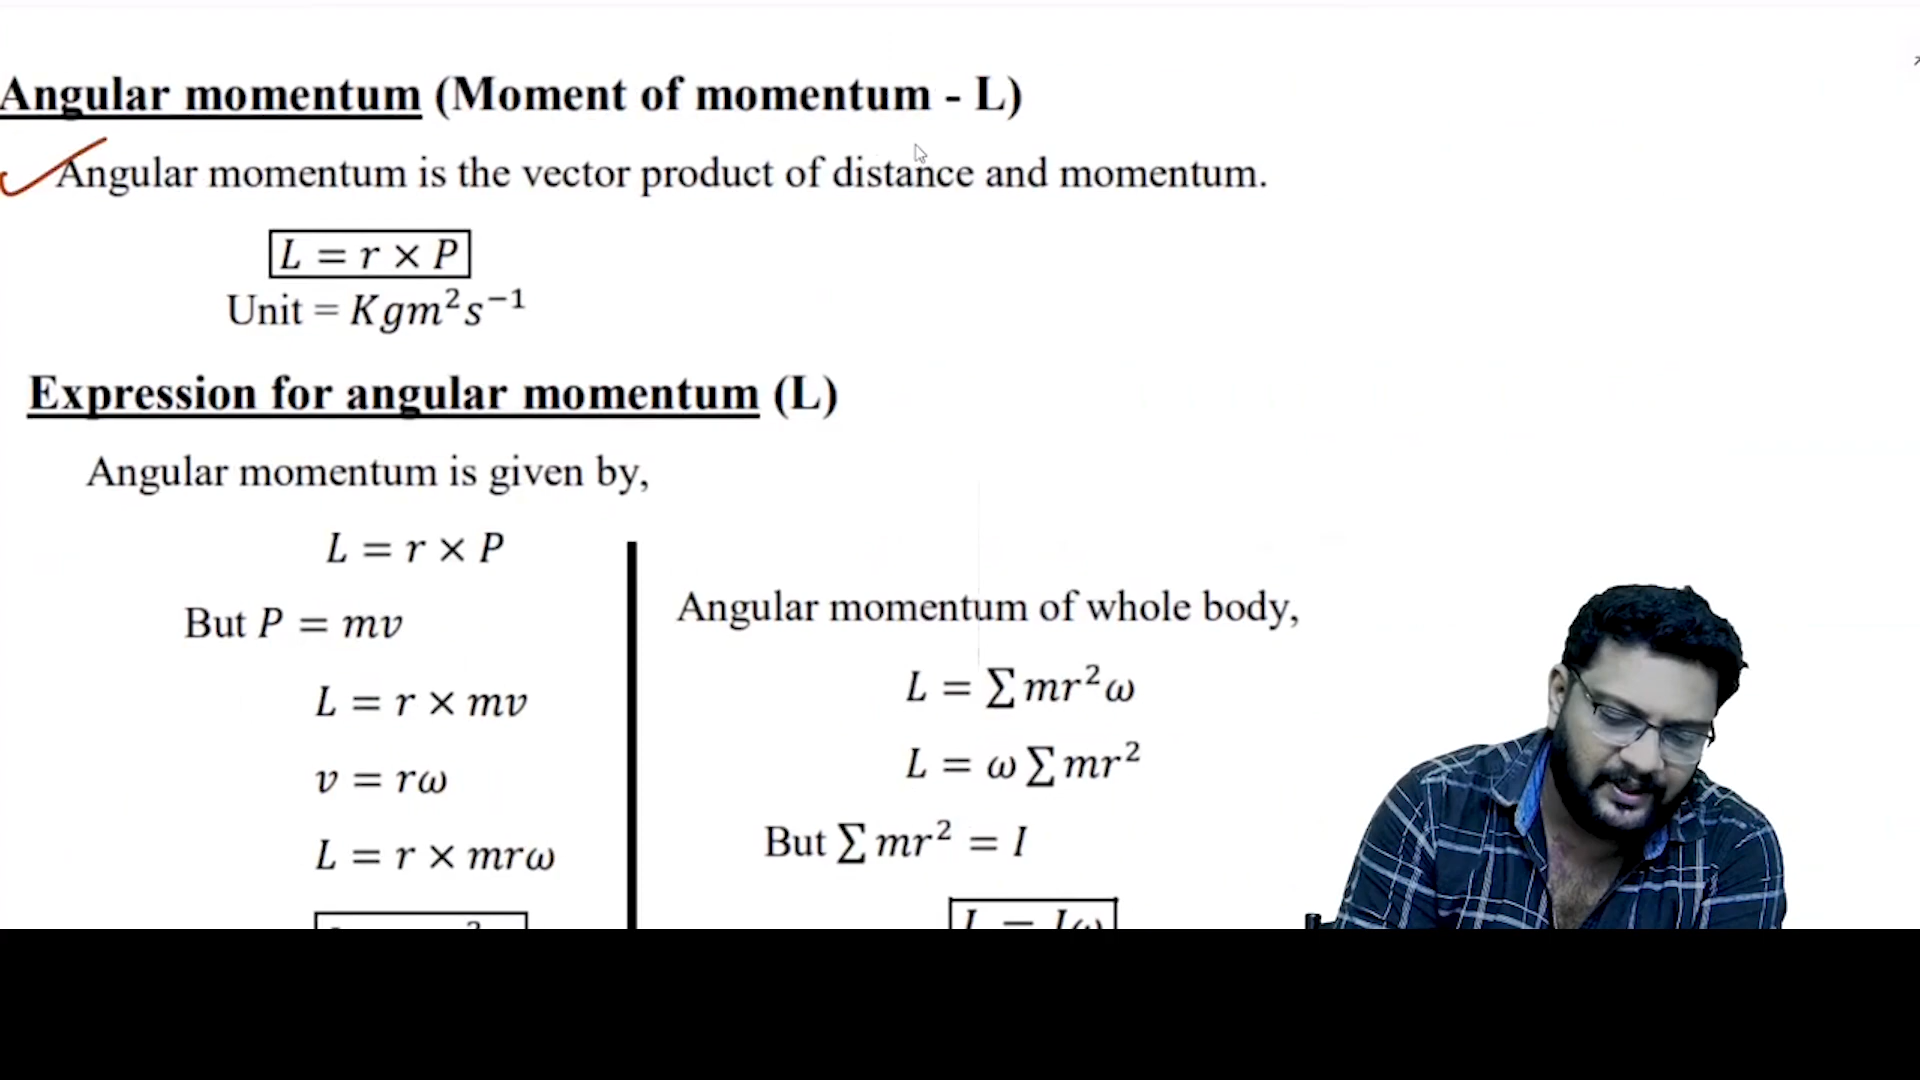 Angular momentum (Moment of momentum - L)
Angular momentum is the vector product of distance and momentum.
L = r × P
Unit = Kgm²s⁻¹
Expression for angular momentum (L)
Angular momentum is given by,
L = r × P
But P = mv
L = r × mv
v = rω
L = r × mrω
Angular momentum of whole body,
L = ∑ mr²ω
L = ω ∑ mr²
But ∑ mr² = I
L = Iω